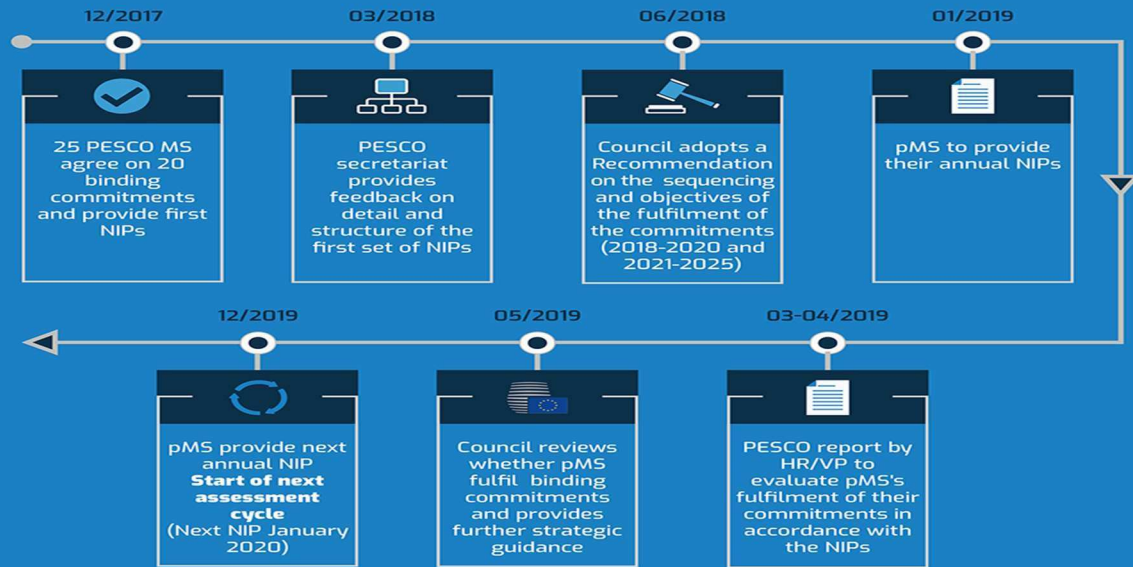 12/2017
25 PESCO MS
agree on 20
binding
commitments
and provide first
NIPs
03/2018
PESCO
secretariat
provides
feedback on
detail and
structure of the
first set of NIPs
06/2018
Council adopts a
Recommendation
on the sequencing
and objectives of
the fulfilment of
the commitments
(2018-2020 and
2021-2025)
01/2019
pMS to provide
their annual NIPs
03-04/2019
PESCO report by
HR/VP to
evaluate pMS's
fulfilment of their
commitments in
accordance with
the NIPs
05/2019
Council reviews
whether pMS
fulfil binding
commitments
and provides
further strategic
guidance
12/2019
pMS provide next
annual NIP
Start of next
assessment
cycle
(Next NIP January
2020)